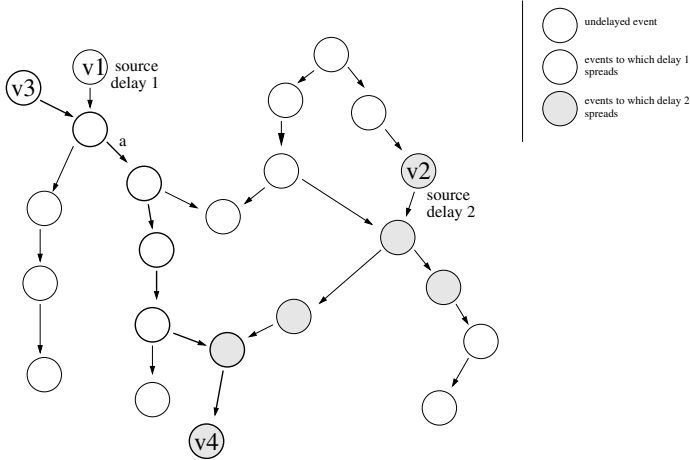 v1
source
delay 1
v3
a
v2
source
delay 2
v4
undelayed event
events to which delay 1
spreads
events to which delay 2
spreads